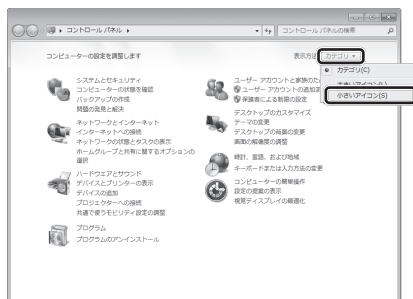 コントロール パネル
コントロール パネルの検索
コンピューターの設定を調整します
表示方法
カテゴリ
カテゴリ(C)
小さいアイコン(S)
システムとセキュリティ
コンピューターの状態を確認
バックアップの作成
問題の発見と解決
ネットワークとインターネット
インターネットへの接続
ネットワークの状態とタスクの表示
ホームグループと共有に関するオプションの
選択
ハードウェアとサウンド
デバイスとプリンターの表示
デバイスの追加
プロジェクターへの接続
共通で使うモビリティ設定の調整
プログラム
プログラムのアンインストール
ユーザー アカウントと家族のた
ユーザー アカウントの追加
保護者による制限の設定
デスクトップのカスタマイズ
テーマの変更
デスクトップの背景の変更
画面の解像度の調整
時計、言語、および地域
キーボードまたは入力方法の変更
コンピューターの簡単操作
設定の提案の表示
視覚ディスプレイの最適化